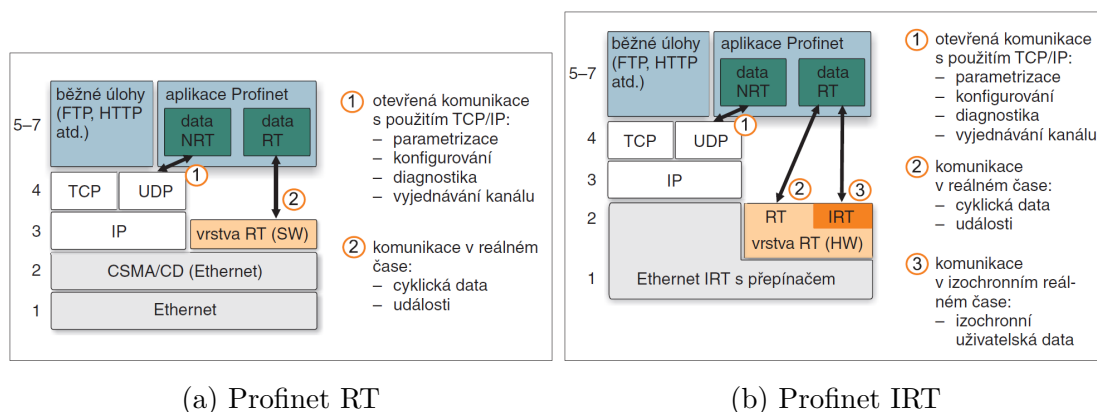 běžné úlohy
(FTP, HTTP
atd.)
aplikace Profinet
data
NRT
data
RT
5–7
4
3
2
1
TCP
UDP
IP
vrstva RT (SW)
CSMA/CD (Ethernet)
Ethernet
1
2
1 otevřená komunikace
s použitím TCP/IP:
– parametrizace
– konfigurování
– diagnostika
– vyjednávání kanálu
2 komunikace v reálném
čase:
– cyklická data
– události
(a) Profinet RT
běžné úlohy
(FTP, HTTP
atd.)
aplikace Profinet
data
NRT
data
RT
5–7
4
3
2
1
TCP
UDP
IP
1
2
3
RT
IRT
vrstva RT (HW)
Ethernet IRT s přepínačem
1 otevřená komunikace
s použitím TCP/IP:
– parametrizace
– konfigurování
– diagnostika
– vyjednávání kanálu
2 komunikace
v reálném čase:
– cyklická data
– události
3 komunikace
v izochronním reál-
ném čase:
– izochronní
uživatelská data
(b) Profinet IRT